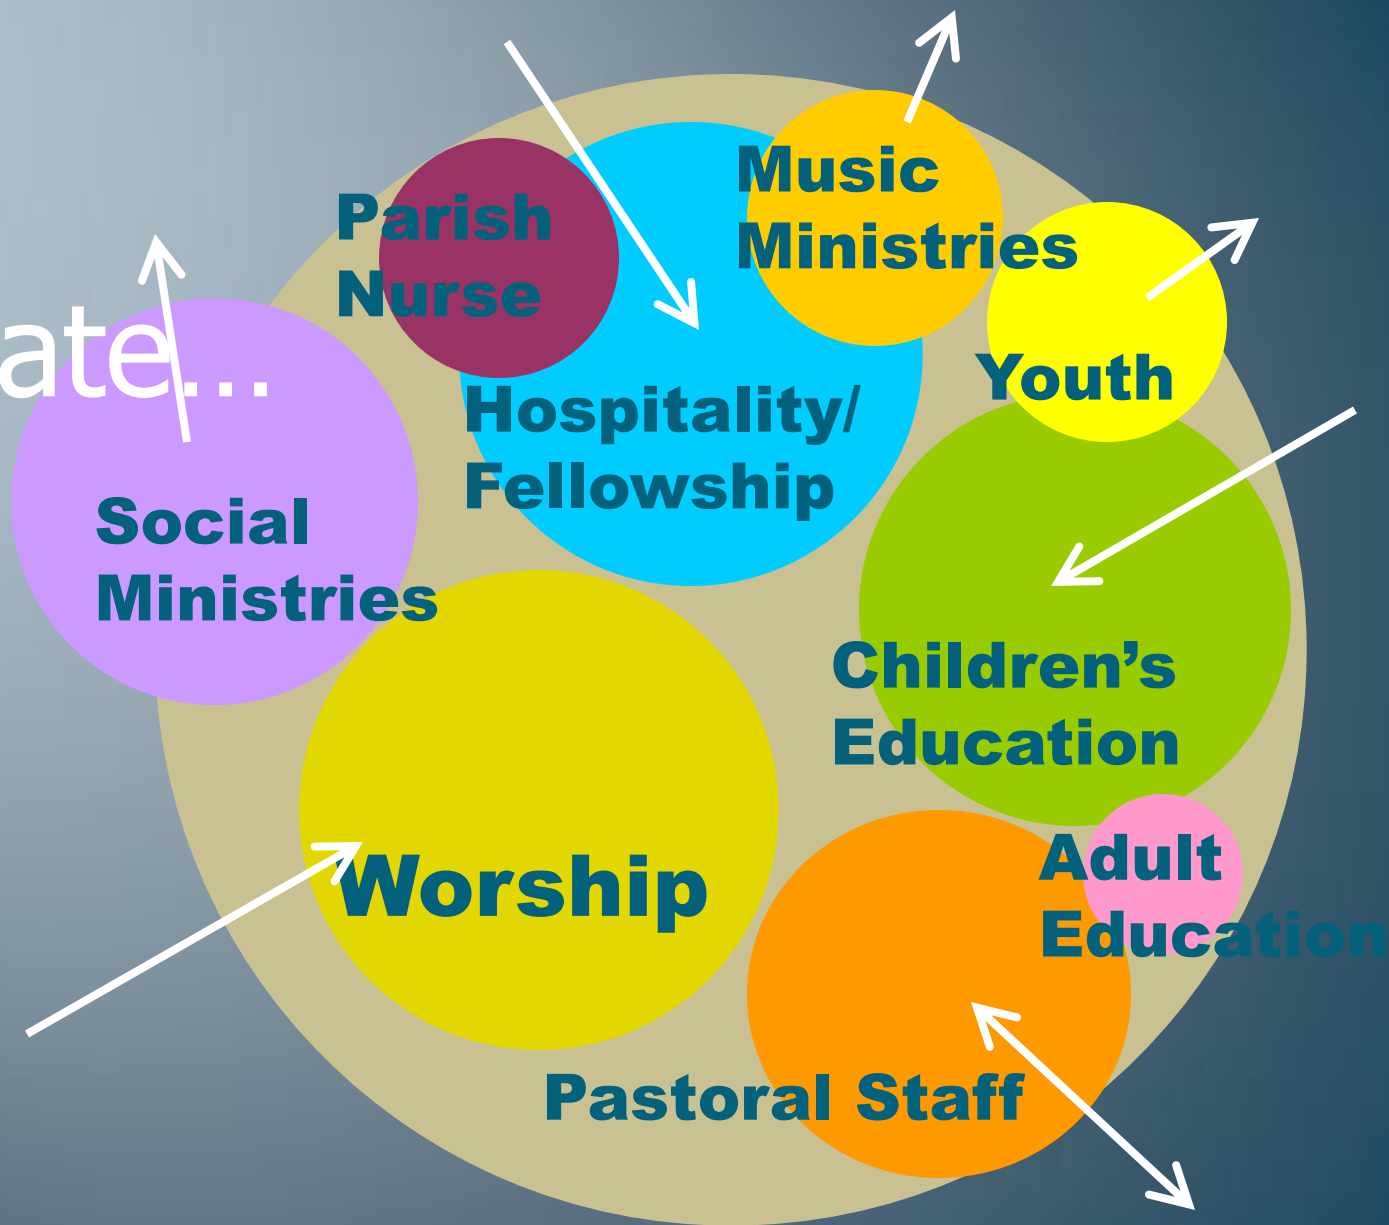 Music
Ministries
Parish
Nurse
ate...
Youth
Hospitality/
Fellowship
Social
Ministries
Children’s
Education
Worship
Adult
Education
Pastoral Staff